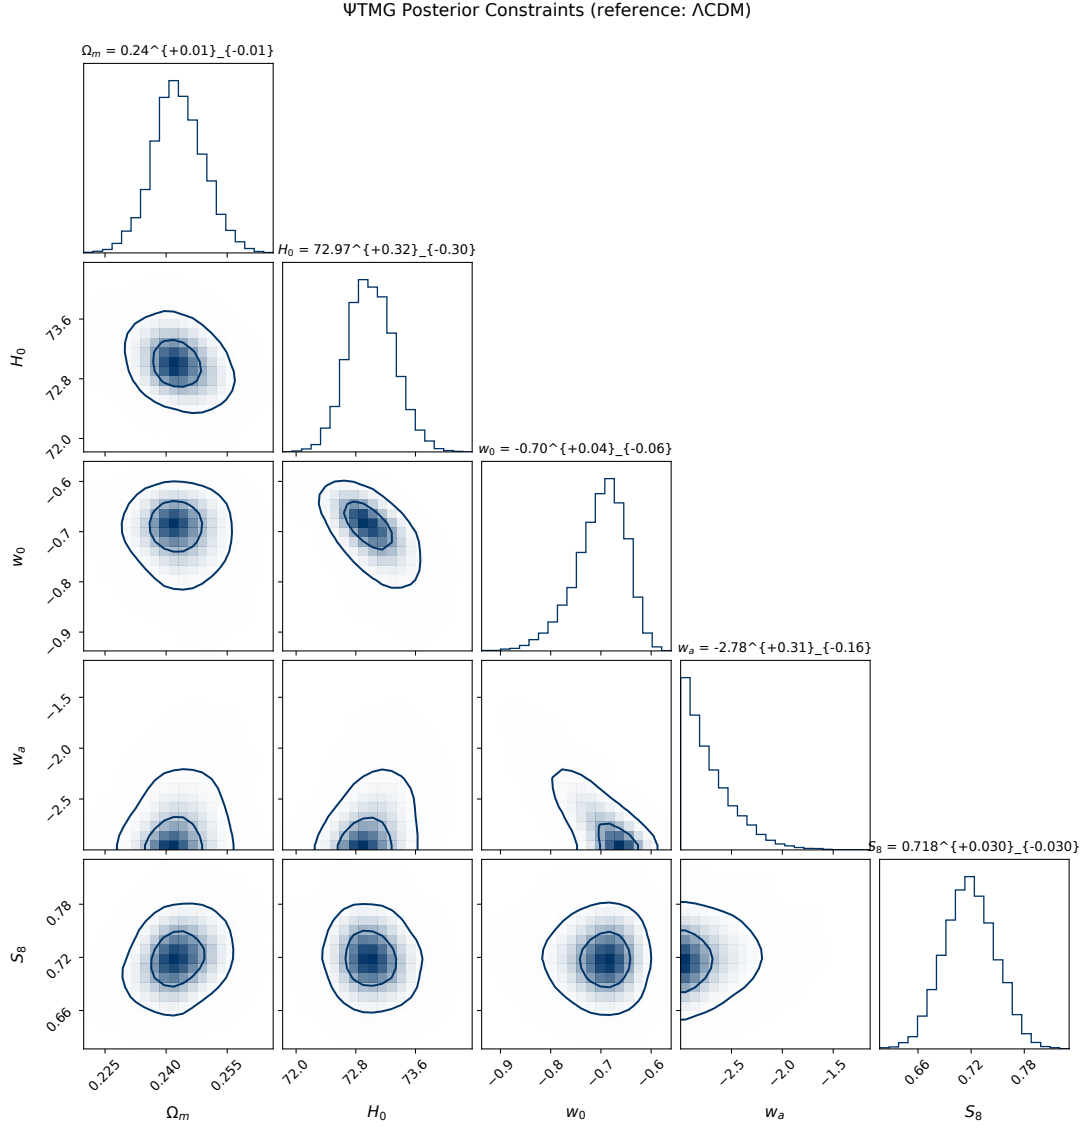 ΨTMG Posterior Constraints (reference: ΛCDM)
Ω_m = 0.24^{+0.01}_{-0.01}
H_0 = 72.97^{+0.32}_{-0.30}
73.6
72.8
72.0
H_0
w_0 = -0.70^{+0.04}_{-0.06}
−0.6
−0.7
−0.8
−0.9
w_0
w_a = -2.78^{+0.31}_{-0.16}
−1.5
−2.0
−2.5
w_a
S_8 = 0.718^{+0.030}_{-0.030}
0.78
0.72
0.66
S_8
0.225 0.240 0.255 72.0 72.8 73.6 −0.9 −0.8 −0.7 −0.6 −2.5 −2.0 −1.5 0.66 0.72 0.78
Ω_m H_0 w_0 w_a S_8